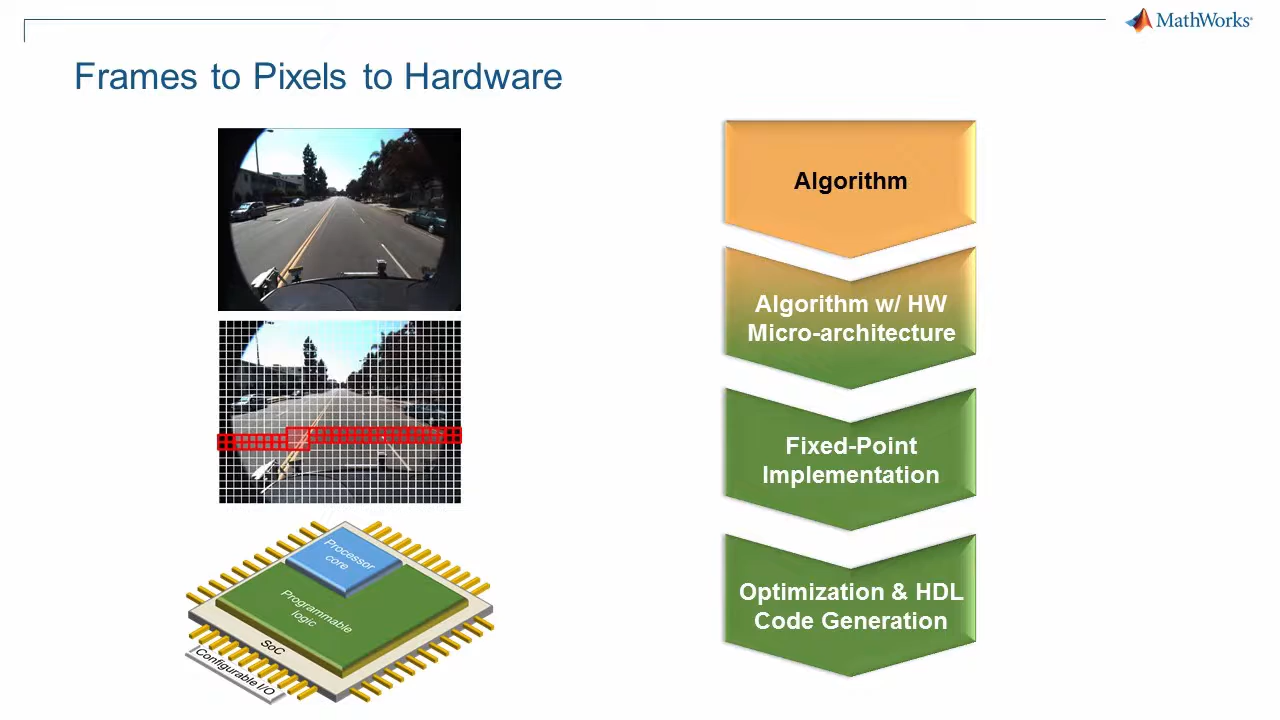 MathWorks
Frames to Pixels to Hardware
Algorithm
Algorithm w/ HW
Micro-architecture
Fixed-Point
Implementation
Optimization & HDL
Code Generation
Processor
core
Programmable
logic
SoC
Configurable I/O